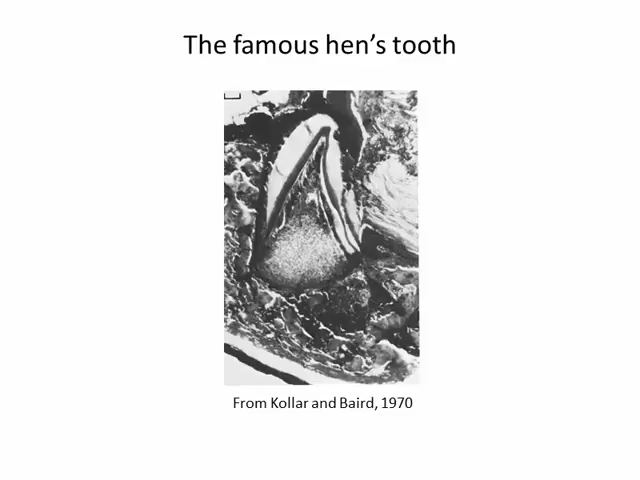 The famous hen's tooth
From Kollar and Baird, 1970